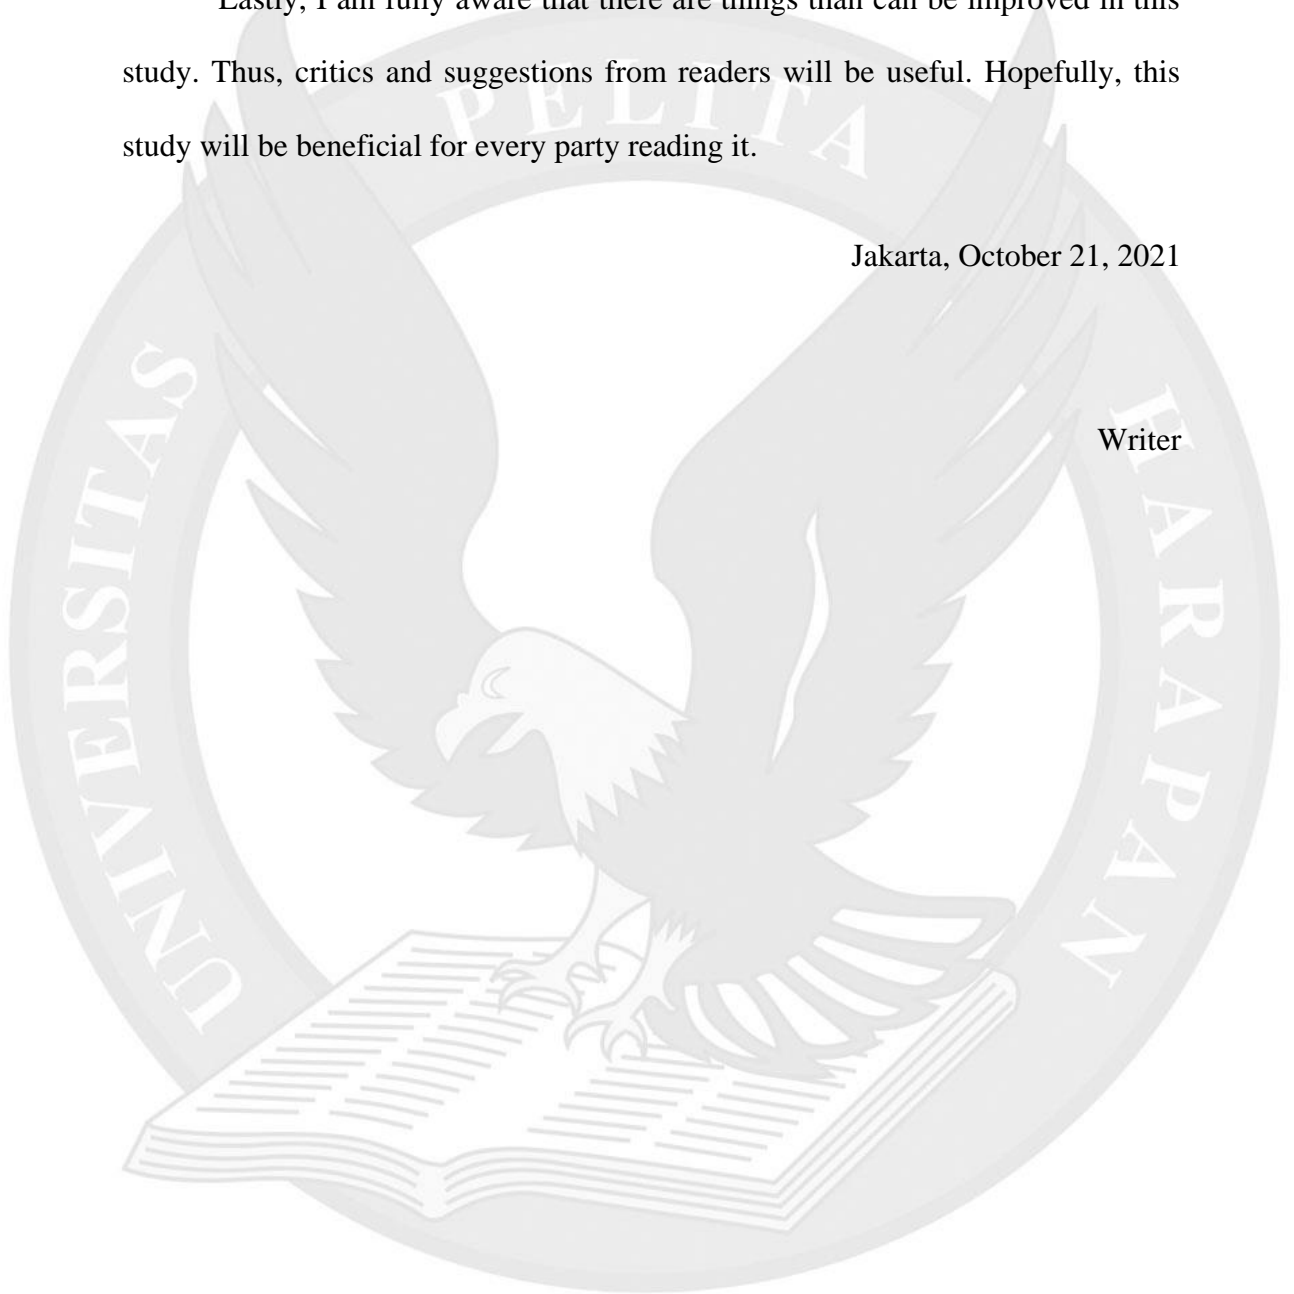 Lastly, I am fully aware that there are things than can be improved in this
study. Thus, critics and suggestions from readers will be useful. Hopefully, this
study will be beneficial for every party reading it.
Jakarta, October 21, 2021
Writer
UNIVERSITAS PELITA HARAPAN